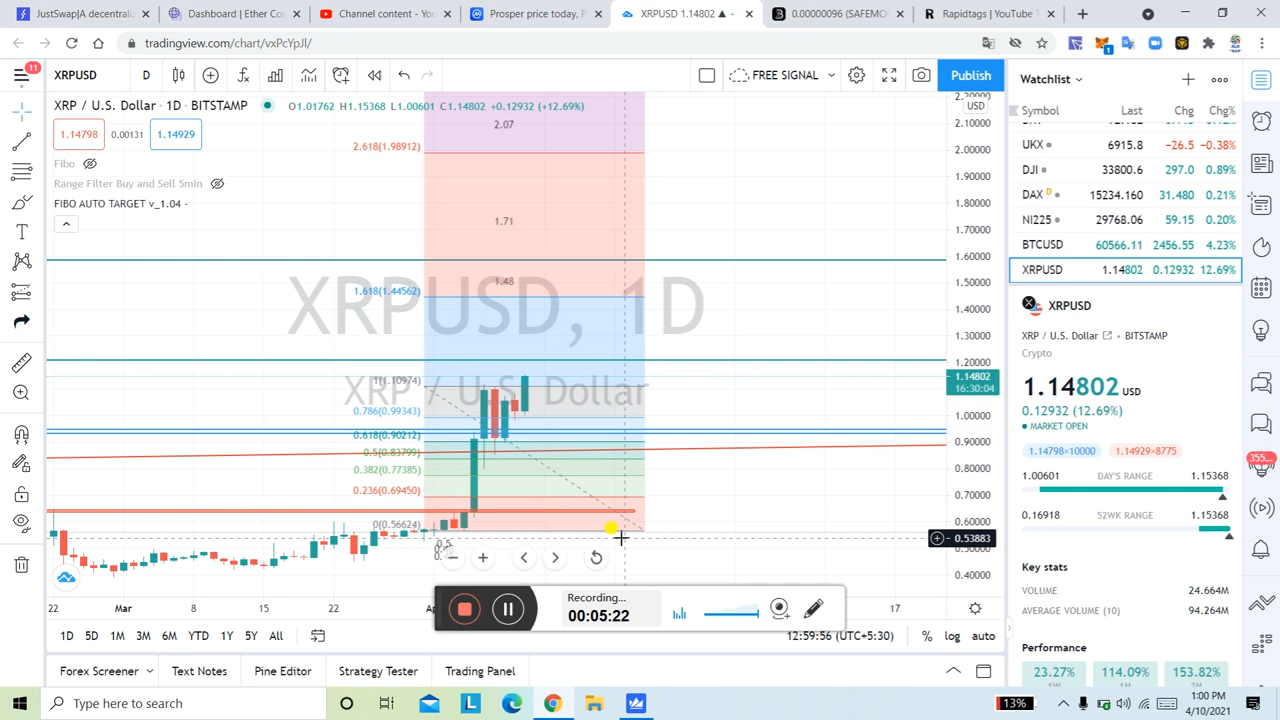 Jasmy's decentraliz
Dashboard | Entri Co
Channel content - Yo
Prosper price today, P
XRPUSD 1.14802 ▲ +
0.00000096 (SAFEMO
Rapidtags | YouTube
tradingview.com/chart/vxPcYpJl/
11
XRPUSD
D
FREE SIGNAL
Publish
Watchlist
XRP / U.S. Dollar · 1D · BITSTAMP
1.01762 H1.15368 L1.00601 C1.14802 +0.12932 (+12.69%)
1.14798
0.00131
1.14929
Fibo
Range Filter Buy and Sell 5min
FIBO AUTO TARGET v_1.04 -
USD
2.20000
2.10000
2.00000
1.90000
1.80000
1.70000
1.60000
1.50000
1.40000
1.30000
1.20000
1.14802
16:30:04
1.00000
0.90000
0.80000
0.70000
0.60000
0.53883
0.50000
0.40000
2.07
2.618(1.98912)
1.71
1.48
1.618(1.44562)
XRPUSD, 1D
XRP / U.S. Dollar
1(1.10974)
0.786(0.99343)
0.618(0.90212)
0.5(0.83799)
0.382(0.77385)
0.236(0.69450)
0(0.56624)
0.5
22
Mar
8
15
22
17
Recording...
00:05:22
1D
5D
1M
3M
6M
YTD
1Y
5Y
All
12:59:56 (UTC+5:30)
%
log
auto
Forex Screener
Text Notes
Pine Editor
Strategy Tester
Trading Panel
Symbol
Last
Chg
Chg%
UKX
6915.8
−26.5
−0.38%
DJI
33800.6
297.0
0.89%
DAX D
15234.160
31.480
0.21%
NI225
29768.06
59.15
0.20%
BTCUSD
60566.11
2456.55
4.23%
XRPUSD
1.14802
0.12932
12.69%
XRPUSD
XRP / U.S. Dollar
BITSTAMP
Crypto
1.14802 USD
0.12932 (12.69%)
MARKET OPEN
1.14798×10000
1.14929×8775
1.00601
DAY'S RANGE
1.15368
0.16918
52WK RANGE
1.15368
Key stats
VOLUME
24.664M
AVERAGE VOLUME (10)
94.264M
Performance
23.27%
114.09%
153.82%
355...
Type here to search
13%
1:00 PM
4/10/2021